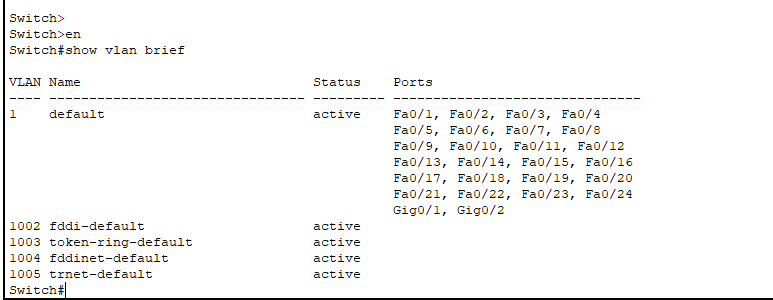 Switch>
Switch>en
Switch#show vlan brief
VLAN Name                             Status    Ports
---- -------------------------------- --------- -------------------------------
1    default                          active    Fa0/1, Fa0/2, Fa0/3, Fa0/4
                                                Fa0/5, Fa0/6, Fa0/7, Fa0/8
                                                Fa0/9, Fa0/10, Fa0/11, Fa0/12
                                                Fa0/13, Fa0/14, Fa0/15, Fa0/16
                                                Fa0/17, Fa0/18, Fa0/19, Fa0/20
                                                Fa0/21, Fa0/22, Fa0/23, Fa0/24
                                                Gig0/1, Gig0/2
1002 fddi-default                     active
1003 token-ring-default               active
1004 fddinet-default                  active
1005 trnet-default                    active
Switch#